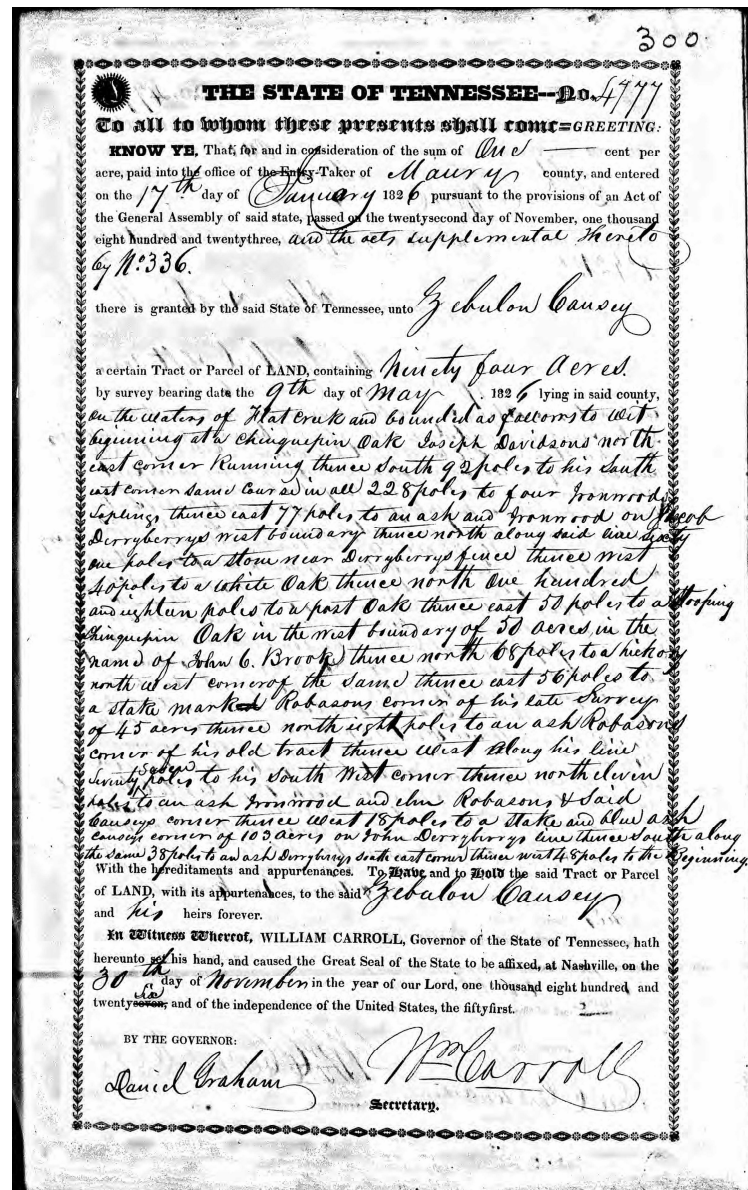 300
THE STATE OF TENNESSEE--No. 4777
To all to whom these presents shall come=GREETING:
KNOW YE, That, for and in consideration of the sum of One — cent per
acre, paid into the office of the Entry-Taker of Maury county, and entered
on the 17th day of January 1826 pursuant to the provisions of an Act of
the General Assembly of said state, passed on the twentysecond day of November, one thousand
eight hundred and twentythree, and the acts supplemental thereto
by No. 336.
there is granted by the said State of Tennessee, unto Zebulon Causey
a certain Tract or Parcel of LAND, containing Ninety four Acres.
by survey bearing date the 9th day of May 1826 lying in said county,
on the waters of Flat Creek and bounded as follows to wit
beginning at a Chinquepin Oak Joseph Davidsons north
east corner Running thence South 92 poles to his South
east corner same course in all 228 poles to four Ironwood
Saplings thence east 77 poles to an ash and Ironwood on Jacob
Derryberrys west boundary thence north along said line sixty
one poles to a stone near Derryberrys fence thence west
40 poles to a white Oak thence north One hundred
and eighteen poles to a post Oak thence east 50 poles to a stooping
Chinquepin Oak in the west boundary of 50 acres in the
name of John C. Brook thence north 68 poles to a hickory
north west corner of the same thence east 56 poles to
a stake marked Robasons corner of his late Survey
of 45 acres thence north eight poles to an ash Robasons
corner of his old tract thence West along his line
Seventy Seven poles to his South West corner thence north eleven
poles to an ash Ironwood and elm Robasons & Said
Causeys corner thence West 18 poles to a stake and blue ash
Causeys corner of 103 acres on John Derryberrys line thence South along
the same 38 poles to an ash Derryberrys south east corner thence west 48 poles to the Beginning.
With the hereditaments and appurtenances. To Have and to Hold the said Tract or Parcel
of LAND, with its appurtenances, to the said Zebulon Causey
and his heirs forever.
In Witness Whereof, WILLIAM CARROLL, Governor of the State of Tennessee, hath
hereunto set his hand, and caused the Great Seal of the State to be affixed, at Nashville, on the
30th day of November in the year of our Lord, one thousand eight hundred and
twentyseven, Six and of the independence of the United States, the fiftyfirst.
BY THE GOVERNOR:
Wm Carroll
Daniel Graham
Secretary.